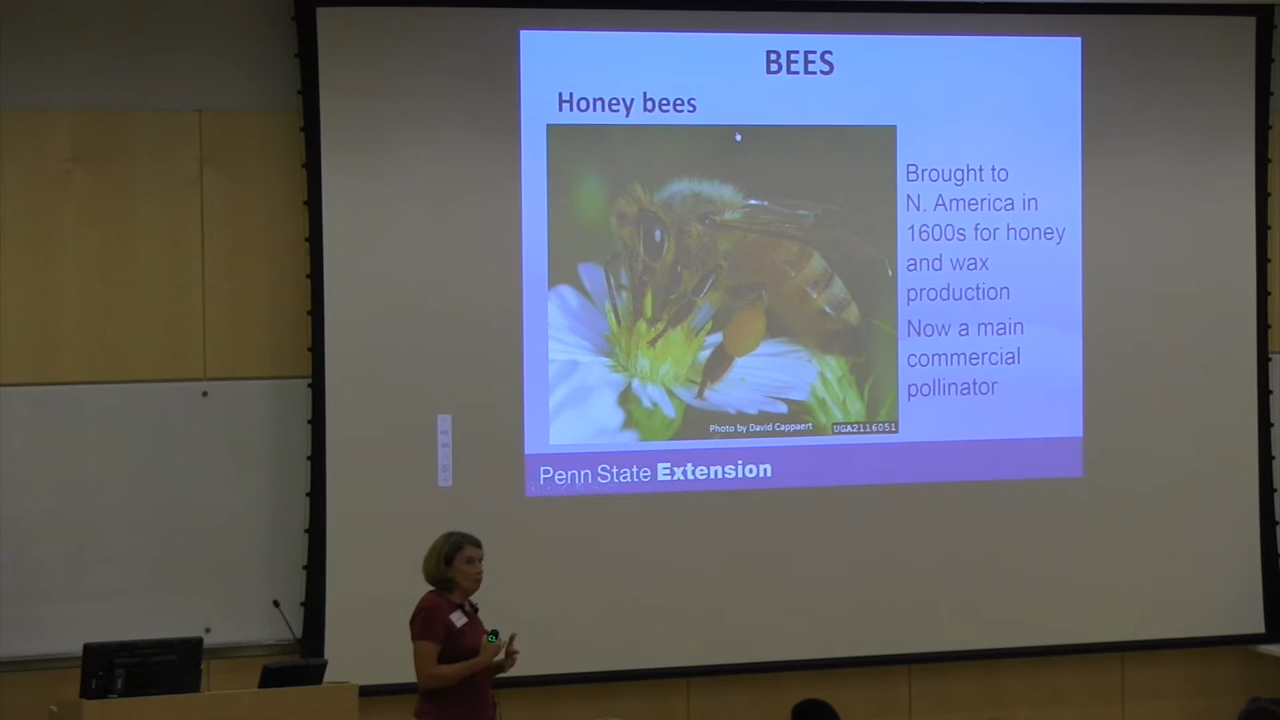 BEES
Honey bees
Brought to
N. America in
1600s for honey
and wax
production
Now a main
commercial
pollinator
Photo by David Cappaert
UGA2116051
Penn State Extension